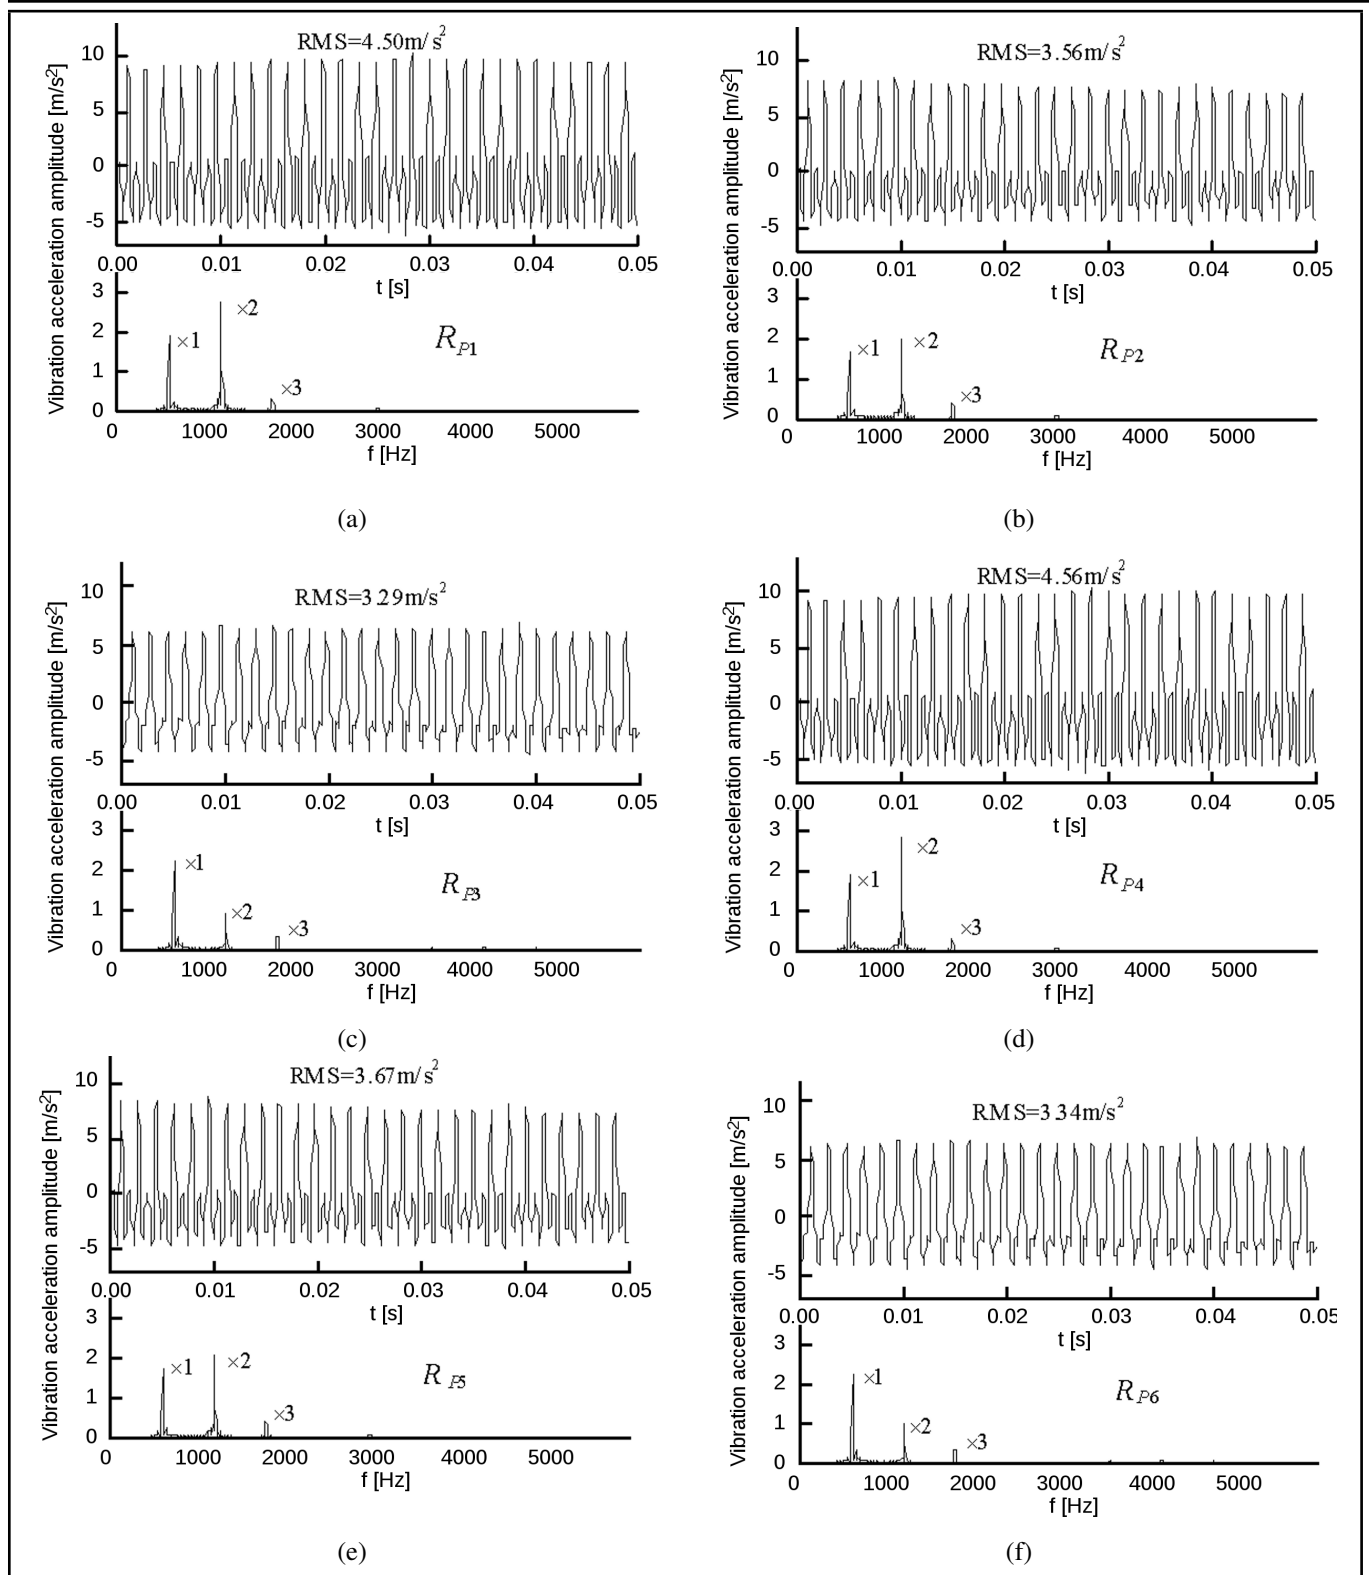 RMS=4.50m/s²
Vibration acceleration amplitude [m/s²]
10
5
0
-5
0.00 0.01 0.02 0.03 0.04 0.05
t [s]
3
2
1
0
×1
×2
×3
R_P1
0 1000 2000 3000 4000 5000
f [Hz]
(a)
RMS=3.56m/s²
Vibration acceleration amplitude [m/s²]
10
5
0
-5
0.00 0.01 0.02 0.03 0.04 0.05
t [s]
3
2
1
0
×1
×2
×3
R_P2
0 1000 2000 3000 4000 5000
f [Hz]
(b)
RMS=3.29m/s²
Vibration acceleration amplitude [m/s²]
10
5
0
-5
0.00 0.01 0.02 0.03 0.04 0.05
t [s]
3
2
1
0
×1
×2
×3
R_P3
0 1000 2000 3000 4000 5000
f [Hz]
(c)
RMS=4.56m/s²
Vibration acceleration amplitude [m/s²]
10
5
0
-5
0.00 0.01 0.02 0.03 0.04 0.05
t [s]
3
2
1
0
×1
×2
×3
R_P4
0 1000 2000 3000 4000 5000
f [Hz]
(d)
RMS=3.67m/s²
Vibration acceleration amplitude [m/s²]
10
5
0
-5
0.00 0.01 0.02 0.03 0.04 0.05
t [s]
3
2
1
0
×1
×2
×3
R_P5
0 1000 2000 3000 4000 5000
f [Hz]
(e)
RMS=3.34m/s²
Vibration acceleration amplitude [m/s²]
10
5
0
-5
0.00 0.01 0.02 0.03 0.04 0.05
t [s]
3
2
1
0
×1
×2
×3
R_P6
0 1000 2000 3000 4000 5000
f [Hz]
(f)